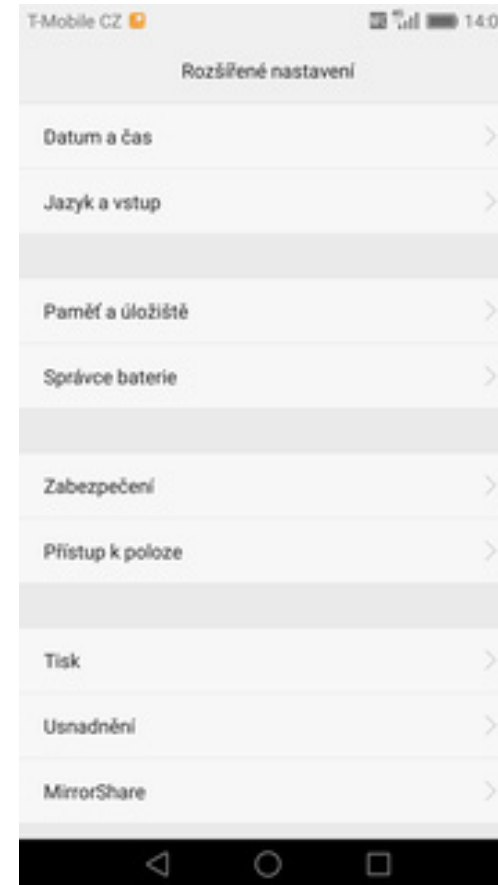 T-Mobile CZ 14:0
Rozšířené nastavení
Datum a čas
Jazyk a vstup
Paměť a úložiště
Správce baterie
Zabezpečení
Přístup k poloze
Tisk
Usnadnění
MirrorShare